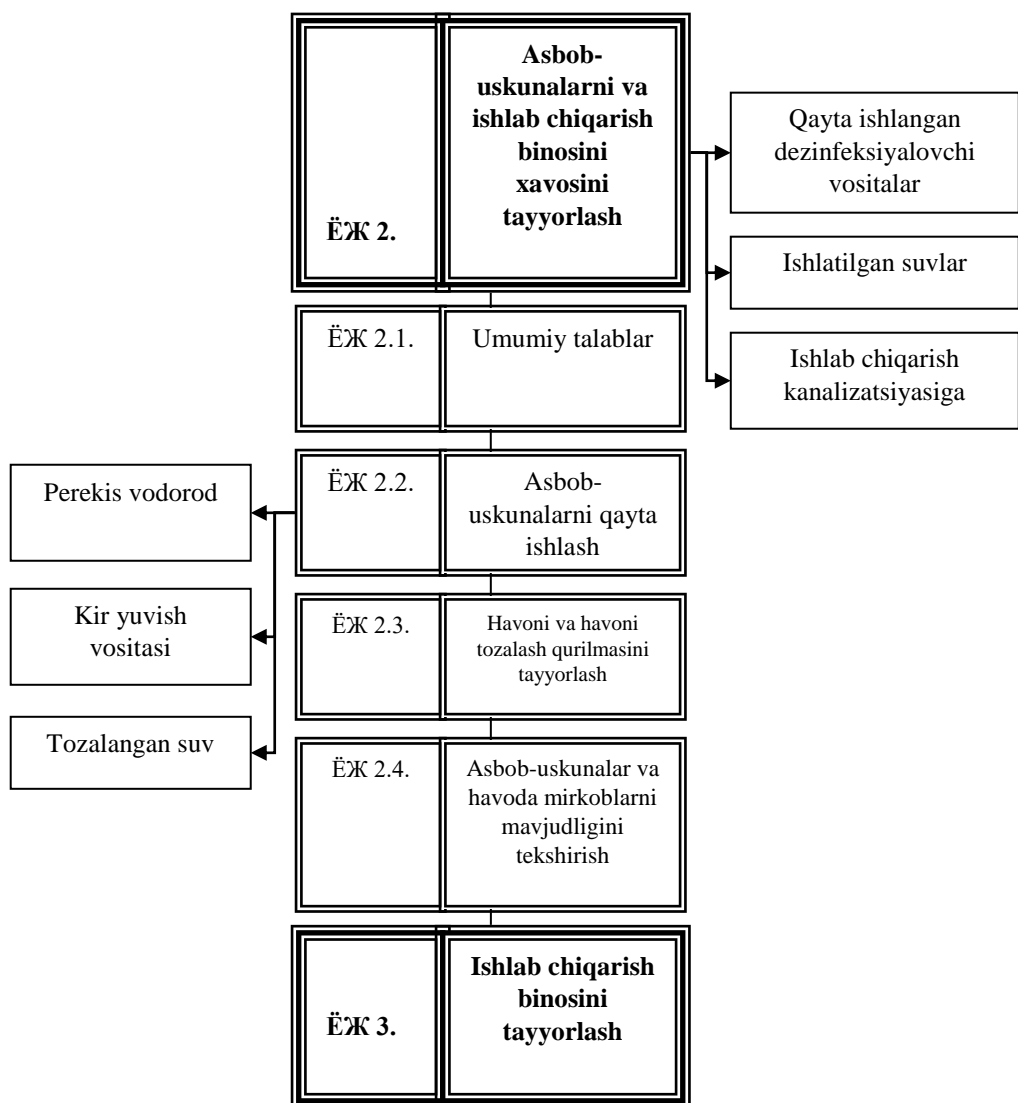 Asbob-
uskunalarni va
ishlab chiqarish
binosini
xavosini
tayyorlash
ЁЖ 2.
Qayta ishlangan
dezinfeksiyalovchi
vositalar
Ishlatilgan suvlar
Ishlab chiqarish
kanalizatsiyasiga
ЁЖ 2.1.
Umumiy talablar
ЁЖ 2.2.
Asbob-
uskunalarni qayta
ishlash
Perekis vodorod
Kir yuvish
vositasi
Tozalangan suv
ЁЖ 2.3.
Havoni va havoni
tozalash qurilmasini
tayyorlash
ЁЖ 2.4.
Asbob-uskunalar va
havoda mirkoblarni
mavjudligini
tekshirish
ЁЖ 3.
Ishlab chiqarish
binosini
tayyorlash